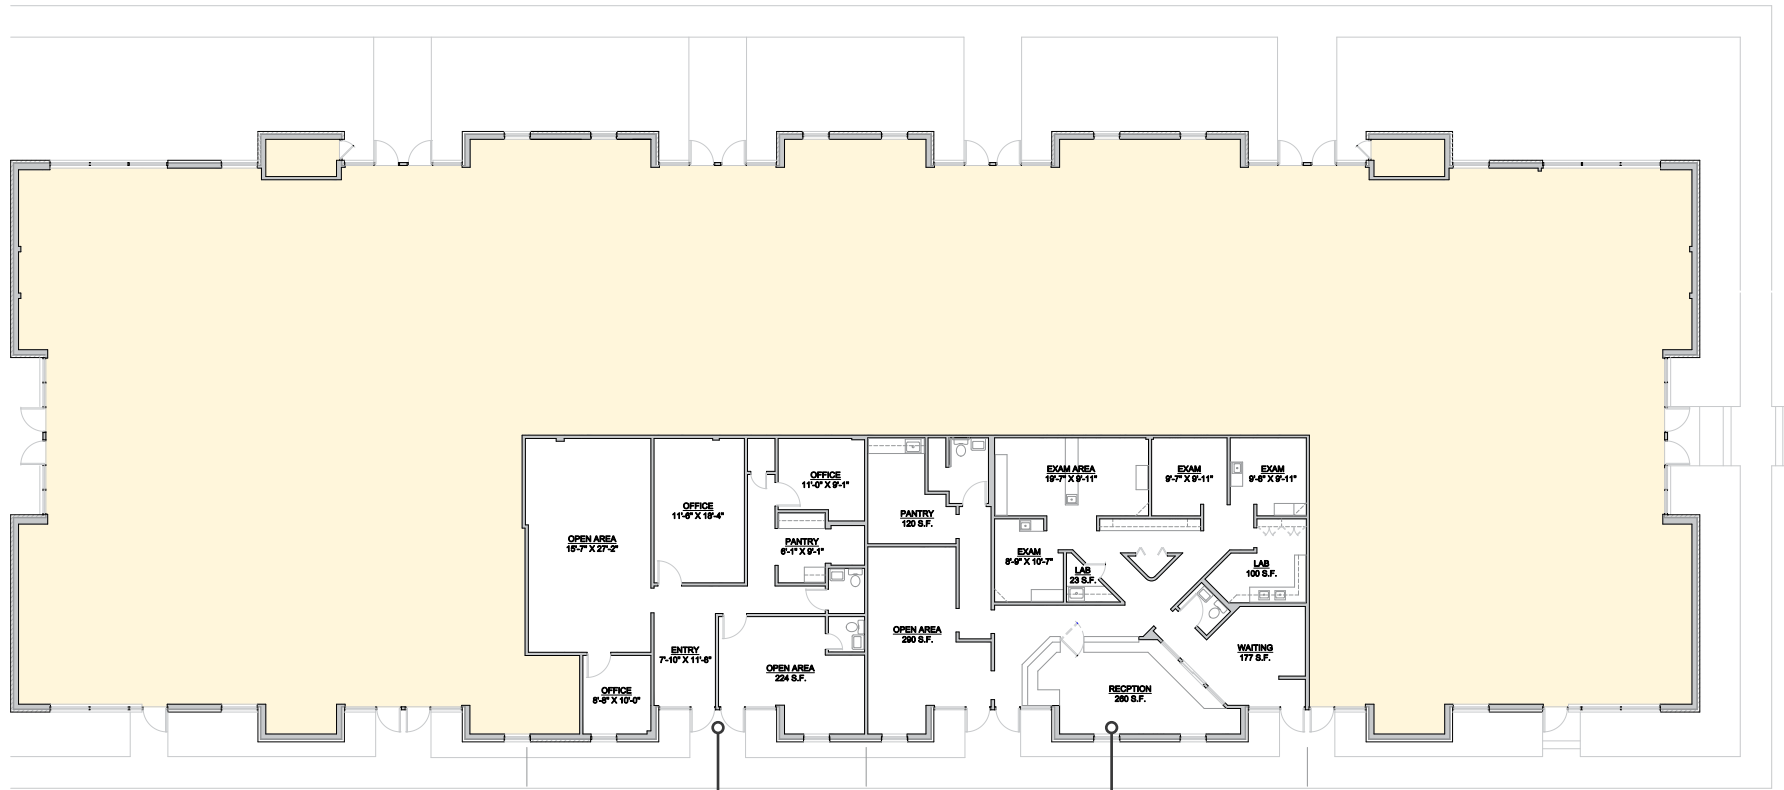 OFFICE
11'-0" X 9'-1"
EXAM AREA
19'-7" X 9'-11"
EXAM
9'-7" X 9'-11"
EXAM
9'-6" X 9'-11"
OFFICE
11'-6" X 18'-4"
PANTRY
120 S.F.
OPEN AREA
15'-7" X 27'-2"
PANTRY
6'-1" X 9'-1"
EXAM
8'-9" X 10'-7"
LAB
23 S.F.
LAB
100 S.F.
OPEN AREA
290 S.F.
ENTRY
7'-10" X 11'-8"
WAITING
177 S.F.
OPEN AREA
224 S.F.
OFFICE
8'-8" X 10'-0"
RECPTION
260 S.F.